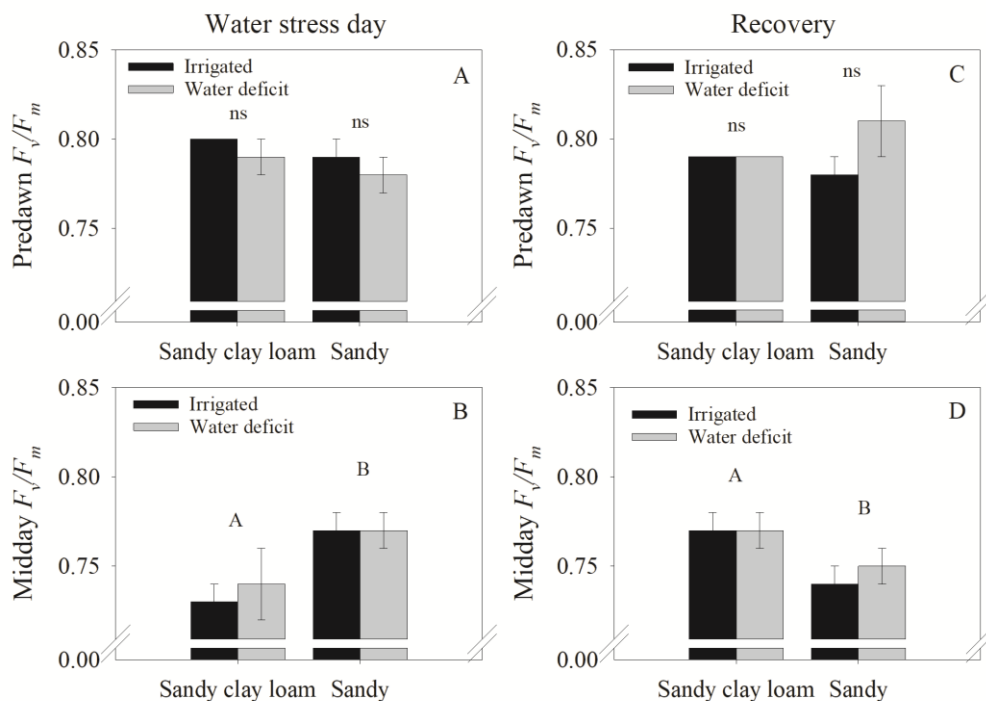 Water stress day
Recovery
0.85
0.80
0.75
0.00
Predawn Fv/Fm
Irrigated
Water deficit
A
ns
ns
Sandy clay loam
Sandy
0.85
0.80
0.75
0.00
Predawn Fv/Fm
Irrigated
Water deficit
C
ns
ns
Sandy clay loam
Sandy
0.85
0.80
0.75
0.00
Midday Fv/Fm
Irrigated
Water deficit
B
A
B
Sandy clay loam
Sandy
0.85
0.80
0.75
0.00
Midday Fv/Fm
Irrigated
Water deficit
D
A
B
Sandy clay loam
Sandy